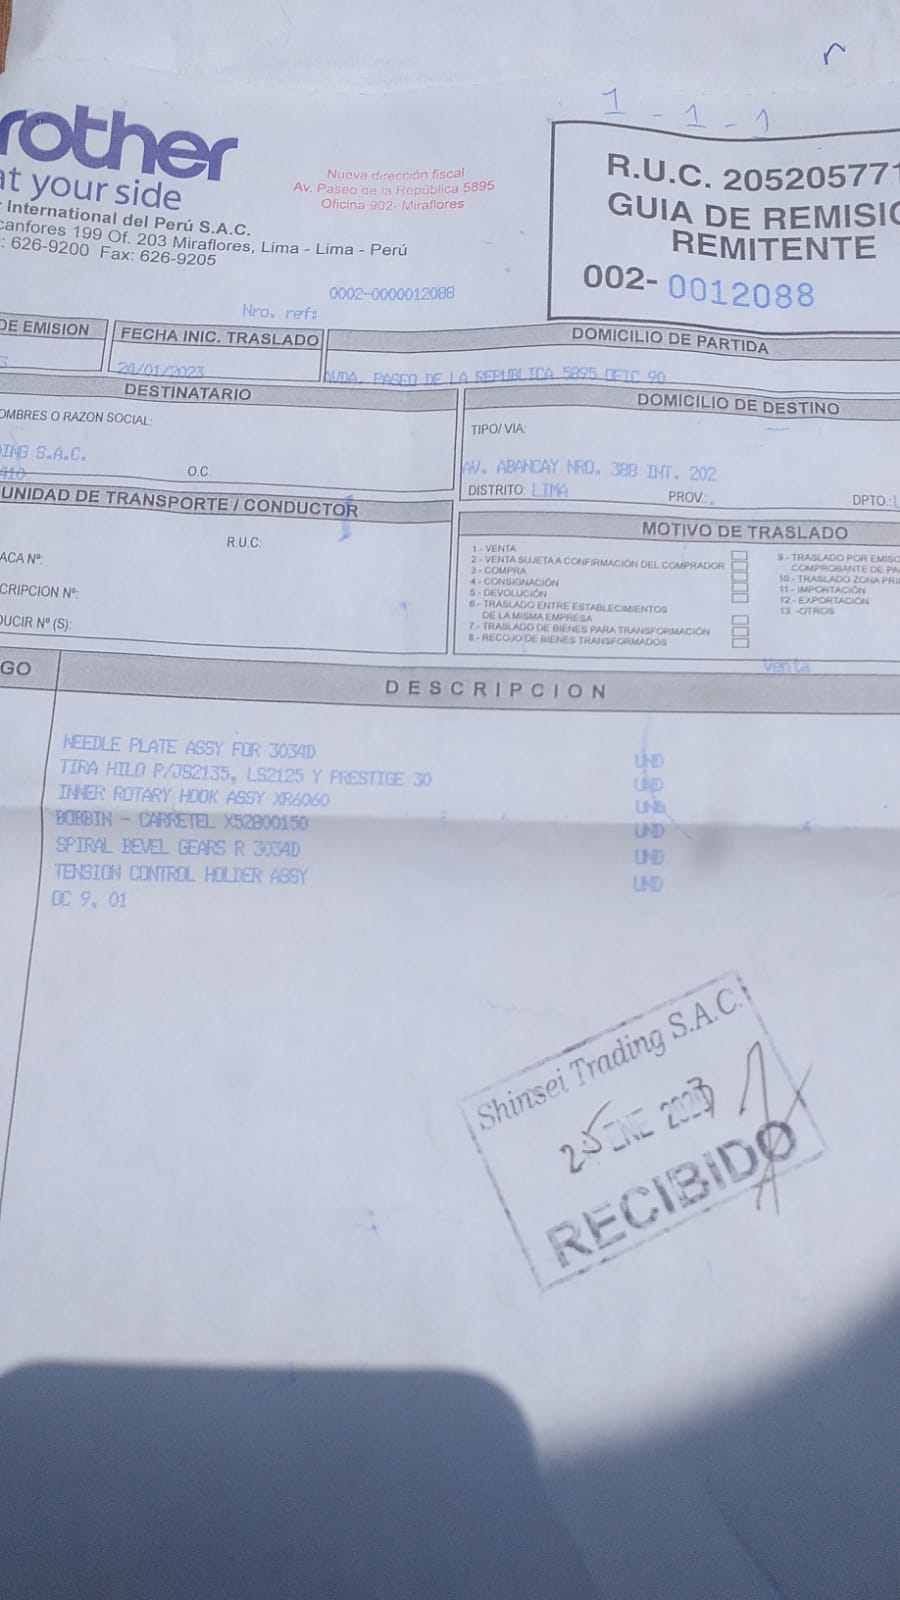 1 - 1 - 1
rother
at your side
International del Perú S.A.C.
canfores 199 Of. 203 Miraflores, Lima - Lima - Perú
: 626-9200 Fax: 626-9205
Nueva dirección fiscal
Av. Paseo de la República 5895
Oficina 902- Miraflores
R.U.C. 205205771
GUIA DE REMISIO
REMITENTE
002- 0012088
0002-0000012088
Nro. ref:
DE EMISION
FECHA INIC. TRASLADO
24/01/2023
DOMICILIO DE PARTIDA
AVDA. PASEO DE LA REPUBLICA 5895 OFIC 90
DESTINATARIO
OMBRES O RAZON SOCIAL:
ING S.A.C.
410 O.C.
DOMICILIO DE DESTINO
TIPO/ VIA:
AV. ABANCAY NRO. 388 INT. 202
DISTRITO: LIMA PROV.: DPTO.:L
UNIDAD DE TRANSPORTE / CONDUCTOR
R.U.C:
ACA Nº:
CRIPCION Nº:
DUCIR Nº (S):
MOTIVO DE TRASLADO
1.- VENTA
2.- VENTA SUJETA A CONFIRMACIÓN DEL COMPRADOR
3.- COMPRA
4.- CONSIGNACIÓN
5.- DEVOLUCIÓN
6.- TRASLADO ENTRE ESTABLECIMIENTOS
DE LA MISMA EMPRESA
7.- TRASLADO DE BIENES PARA TRANSFORMACIÓN
8.- RECOJO DE BIENES TRANSFORMADOS
9.- TRASLADO POR EMISO
COMPROBANTE DE PA
10.- TRASLADO ZONA PRI
11.- IMPORTACIÓN
12.- EXPORTACIÓN
13 -OTROS
Venta
GO
DESCRIPCION
NEEDLE PLATE ASSY FOR 3034D UND
TIRA HILO P/JS2135, LS2125 Y PRESTIGE 30 UND
INNER ROTARY HOOK ASSY XR6060 UND
BOBBIN - CARRETEL X52800150 UND
SPIRAL BEVEL GEARS R 3034D UND
TENSION CONTROL HOLDER ASSY UND
OC 9, 01
Shinsei Trading S.A.C.
25 ENE 2023
RECIBIDO